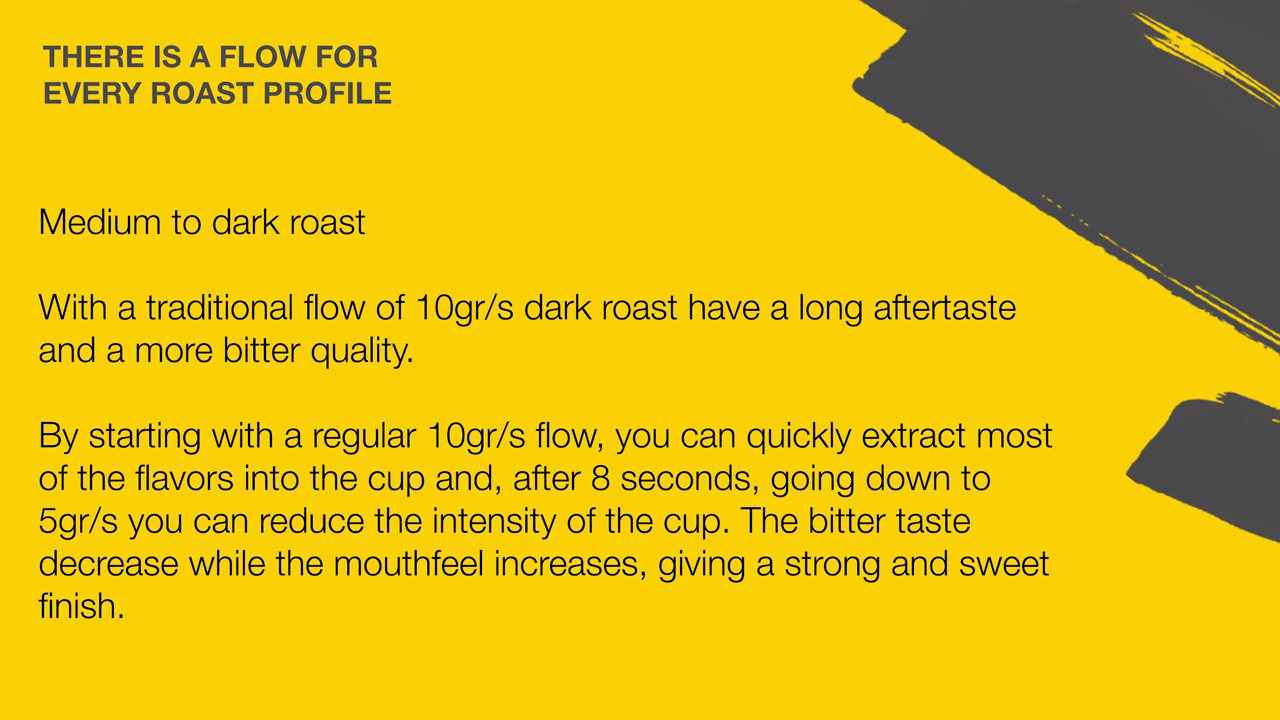 THERE IS A FLOW FOR
EVERY ROAST PROFILE
Medium to dark roast
With a traditional flow of 10gr/s dark roast have a long aftertaste
and a more bitter quality.
By starting with a regular 10gr/s flow, you can quickly extract most
of the flavors into the cup and, after 8 seconds, going down to
5gr/s you can reduce the intensity of the cup. The bitter taste
decrease while the mouthfeel increases, giving a strong and sweet
finish.